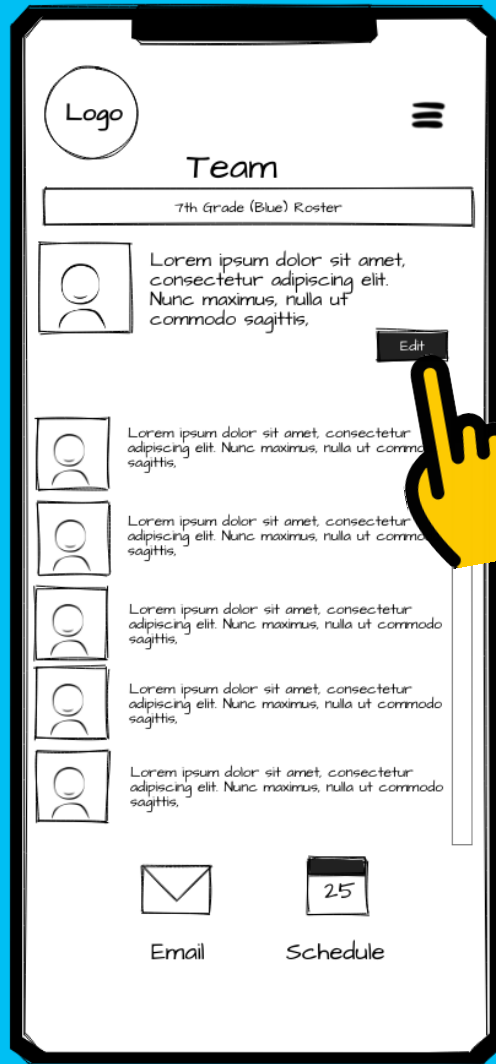 Logo
Team
7th Grade (Blue) Roster
Lorem ipsum dolor sit amet,
consectetur adipiscing elit.
Nunc maximus, nulla ut
commodo sagittis,
Edit
Lorem ipsum dolor sit amet, consectetur
adipiscing elit. Nunc maximus, nulla ut
sagittis,
Lorem ipsum dolor sit amet, consectetur
adipiscing elit. Nunc maximus, nulla ut
sagittis,
Lorem ipsum dolor sit amet, consectetur
adipiscing elit. Nunc maximus, nulla ut commodo
sagittis,
Lorem ipsum dolor sit amet, consectetur
adipiscing elit. Nunc maximus, nulla ut commodo
sagittis,
Lorem ipsum dolor sit amet, consectetur
adipiscing elit. Nunc maximus, nulla ut commodo
sagittis,
25
Email
Schedule